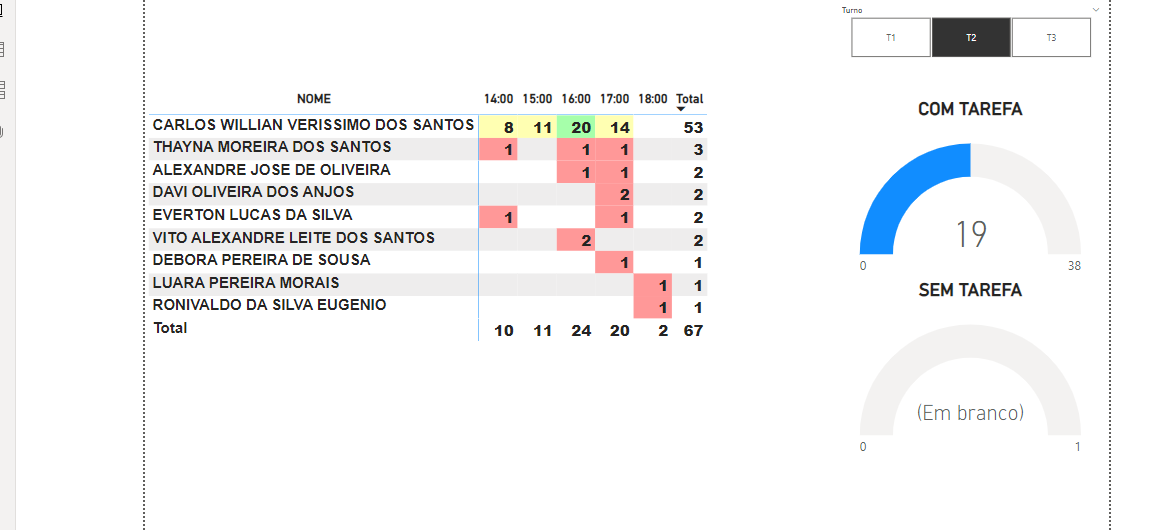 Turno
T1 T2 T3
NOME 14:00 15:00 16:00 17:00 18:00 Total
CARLOS WILLIAN VERISSIMO DOS SANTOS 8 11 20 14 53
THAYNA MOREIRA DOS SANTOS 1 1 1 3
ALEXANDRE JOSE DE OLIVEIRA 1 1 2
DAVI OLIVEIRA DOS ANJOS 2 2
EVERTON LUCAS DA SILVA 1 1 2
VITO ALEXANDRE LEITE DOS SANTOS 2 2
DEBORA PEREIRA DE SOUSA 1 1
LUARA PEREIRA MORAIS 1 1
RONIVALDO DA SILVA EUGENIO 1 1
Total 10 11 24 20 2 67
COM TAREFA
19
0 38
SEM TAREFA
(Em branco)
0 1